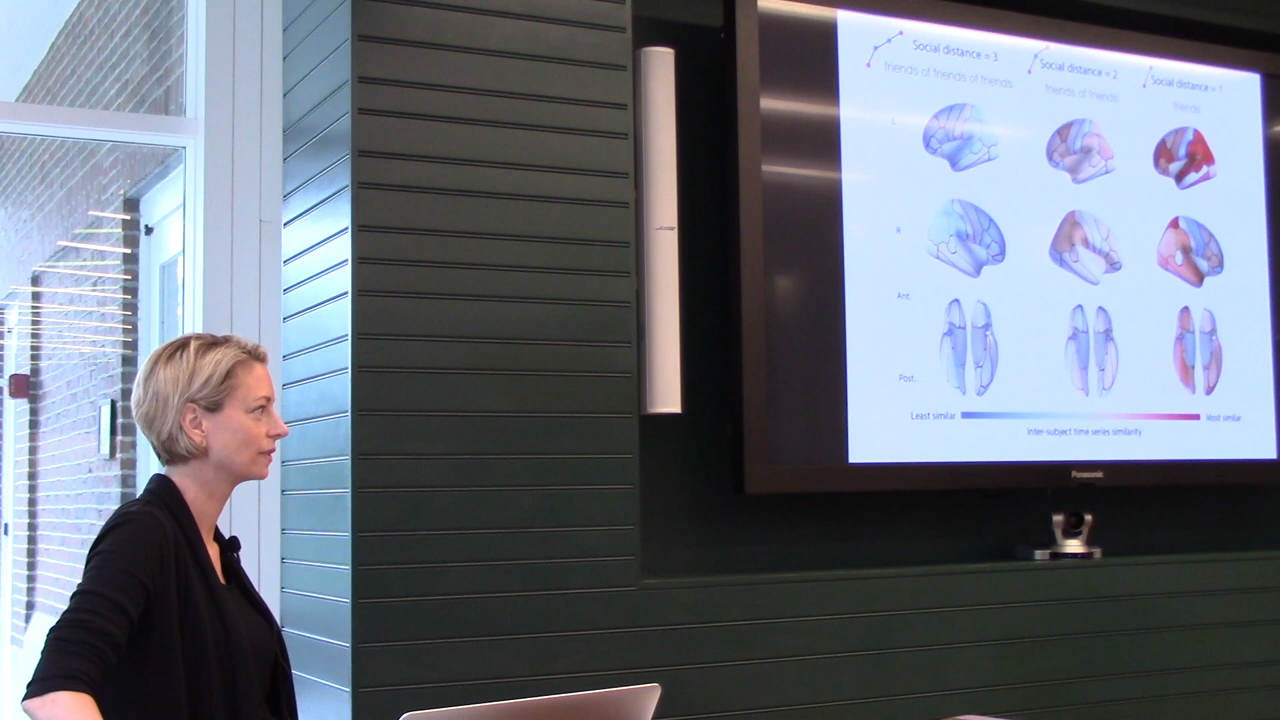 Social distance = 3
friends of friends of friends
Social distance = 2
friends of friends
Social distance = 1
friends
L
R
Ant.
Post.
Least similar
Most similar
Inter-subject time series similarity
Panasonic
BOSE